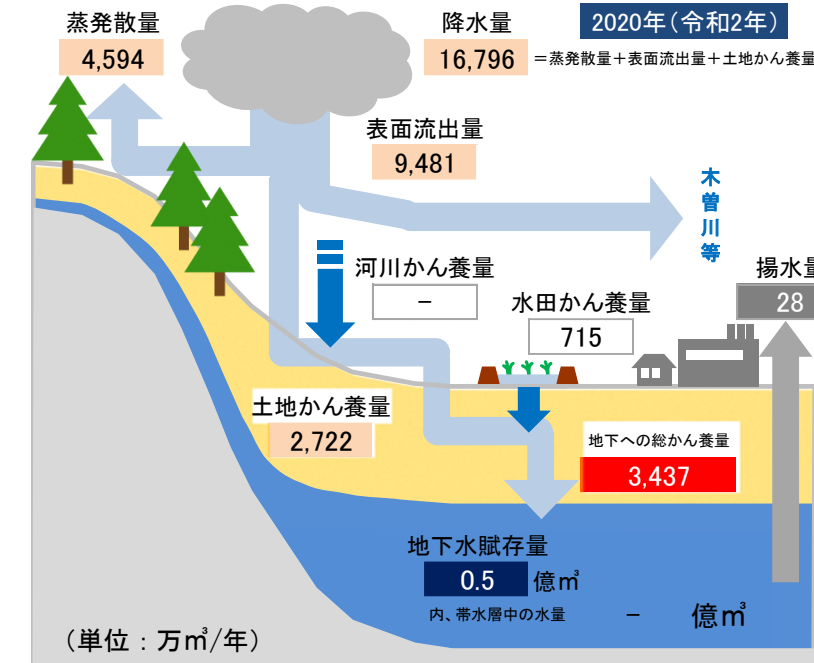 蒸発散量
4,594
降水量
16,796
2020年(令和2年)
＝蒸発散量＋表面流出量＋土地かん養量
表面流出量
9,481
木曽川等
河川かん養量
－
水田かん養量
715
揚水量
28
土地かん養量
2,722
地下への総かん養量
3,437
地下水賦存量
0.5 億㎥
内、帯水層中の水量 － 億㎥
（単位：万㎥/年）